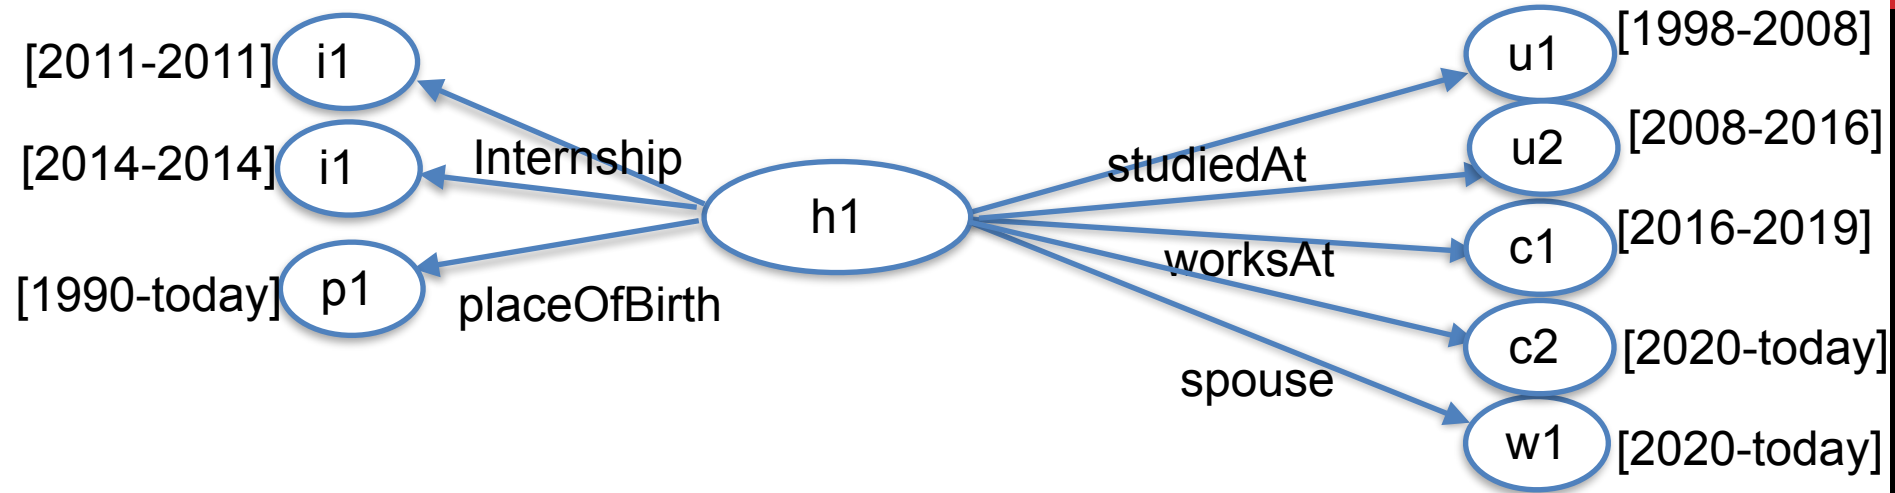 [2011-2011]
i1
[2014-2014]
i1
Internship
[1990-today]
p1
placeOfBirth
h1
studiedAt
worksAt
spouse
u1
[1998-2008]
u2
[2008-2016]
c1
[2016-2019]
c2
[2020-today]
w1
[2020-today]